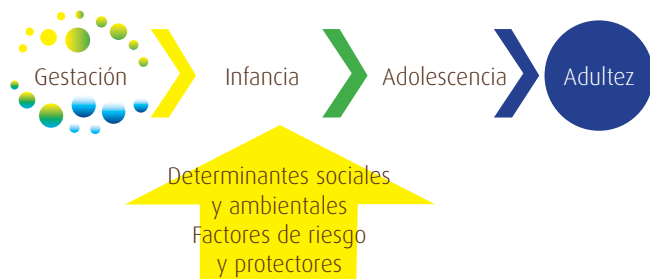 Gestación
Infancia
Adolescencia
Adultez
Determinantes sociales
y ambientales
Factores de riesgo
y protectores